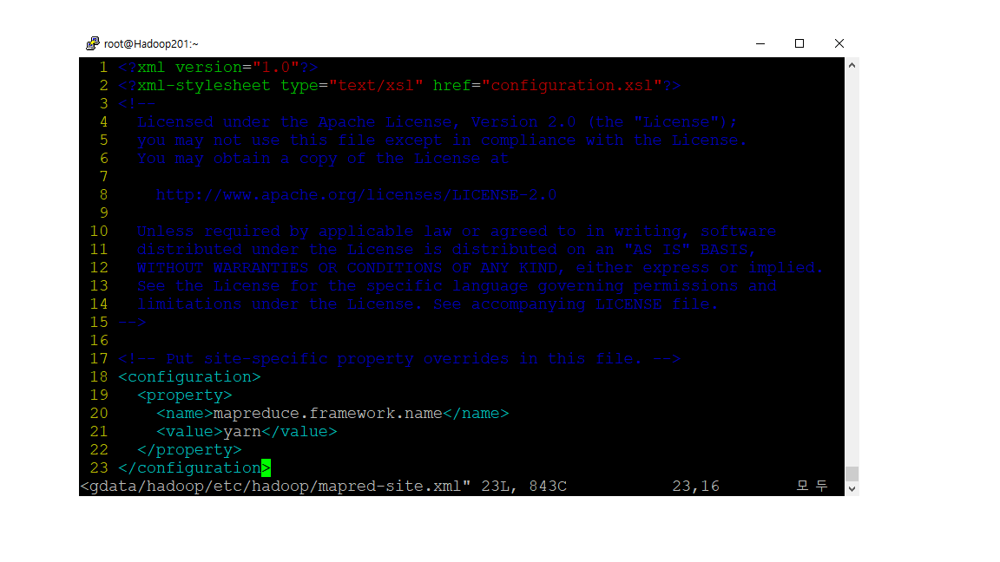 root@Hadoop201:~
1 <?xml version="1.0"?>
2 <?xml-stylesheet type="text/xsl" href="configuration.xsl"?>
3 <!--
4   Licensed under the Apache License, Version 2.0 (the "License");
5   you may not use this file except in compliance with the License.
6   You may obtain a copy of the License at
7
8     http://www.apache.org/licenses/LICENSE-2.0
9
10   Unless required by applicable law or agreed to in writing, software
11   distributed under the License is distributed on an "AS IS" BASIS,
12   WITHOUT WARRANTIES OR CONDITIONS OF ANY KIND, either express or implied.
13   See the License for the specific language governing permissions and
14   limitations under the License. See accompanying LICENSE file.
15 -->
16
17 <!-- Put site-specific property overrides in this file. -->
18 <configuration>
19   <property>
20     <name>mapreduce.framework.name</name>
21     <value>yarn</value>
22   </property>
23 </configuration>
<gdata/hadoop/etc/hadoop/mapred-site.xml" 23L, 843C 23,16 모두